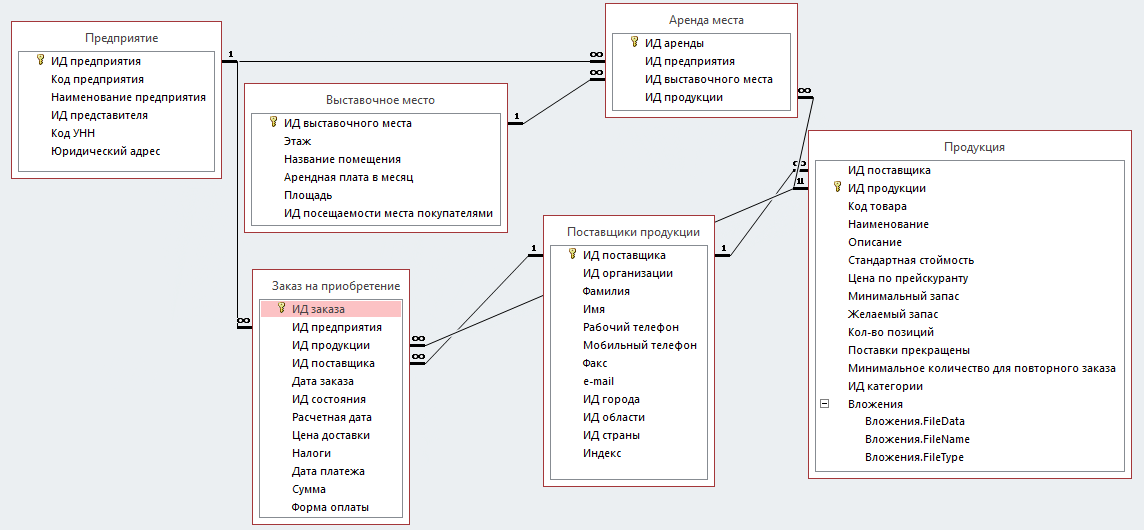 Предприятие
ИД предприятия
Код предприятия
Наименование предприятия
ИД представителя
Код УНН
Юридический адрес
1
∞
∞
Выставочное место
ИД выставочного места
Этаж
Название помещения
Арендная плата в месяц
Площадь
ИД посещаемости места покупателями
1
∞
Аренда места
ИД аренды
ИД предприятия
ИД выставочного места
ИД продукции
∞
Заказ на приобретение
ИД заказа
ИД предприятия
ИД продукции
ИД поставщика
Дата заказа
ИД состояния
Расчетная дата
Цена доставки
Налоги
Дата платежа
Сумма
Форма оплаты
∞
∞
1
Поставщики продукции
ИД поставщика
ИД организации
Фамилия
Имя
Рабочий телефон
Мобильный телефон
Факс
e-mail
ИД города
ИД области
ИД страны
Индекс
1
∞
11
Продукция
ИД поставщика
ИД продукции
Код товара
Наименование
Описание
Стандартная стоимость
Цена по прейскуранту
Минимальный запас
Желаемый запас
Кол-во позиций
Поставки прекращены
Минимальное количество для повторного заказа
ИД категории
Вложения
Вложения.FileData
Вложения.FileName
Вложения.FileType